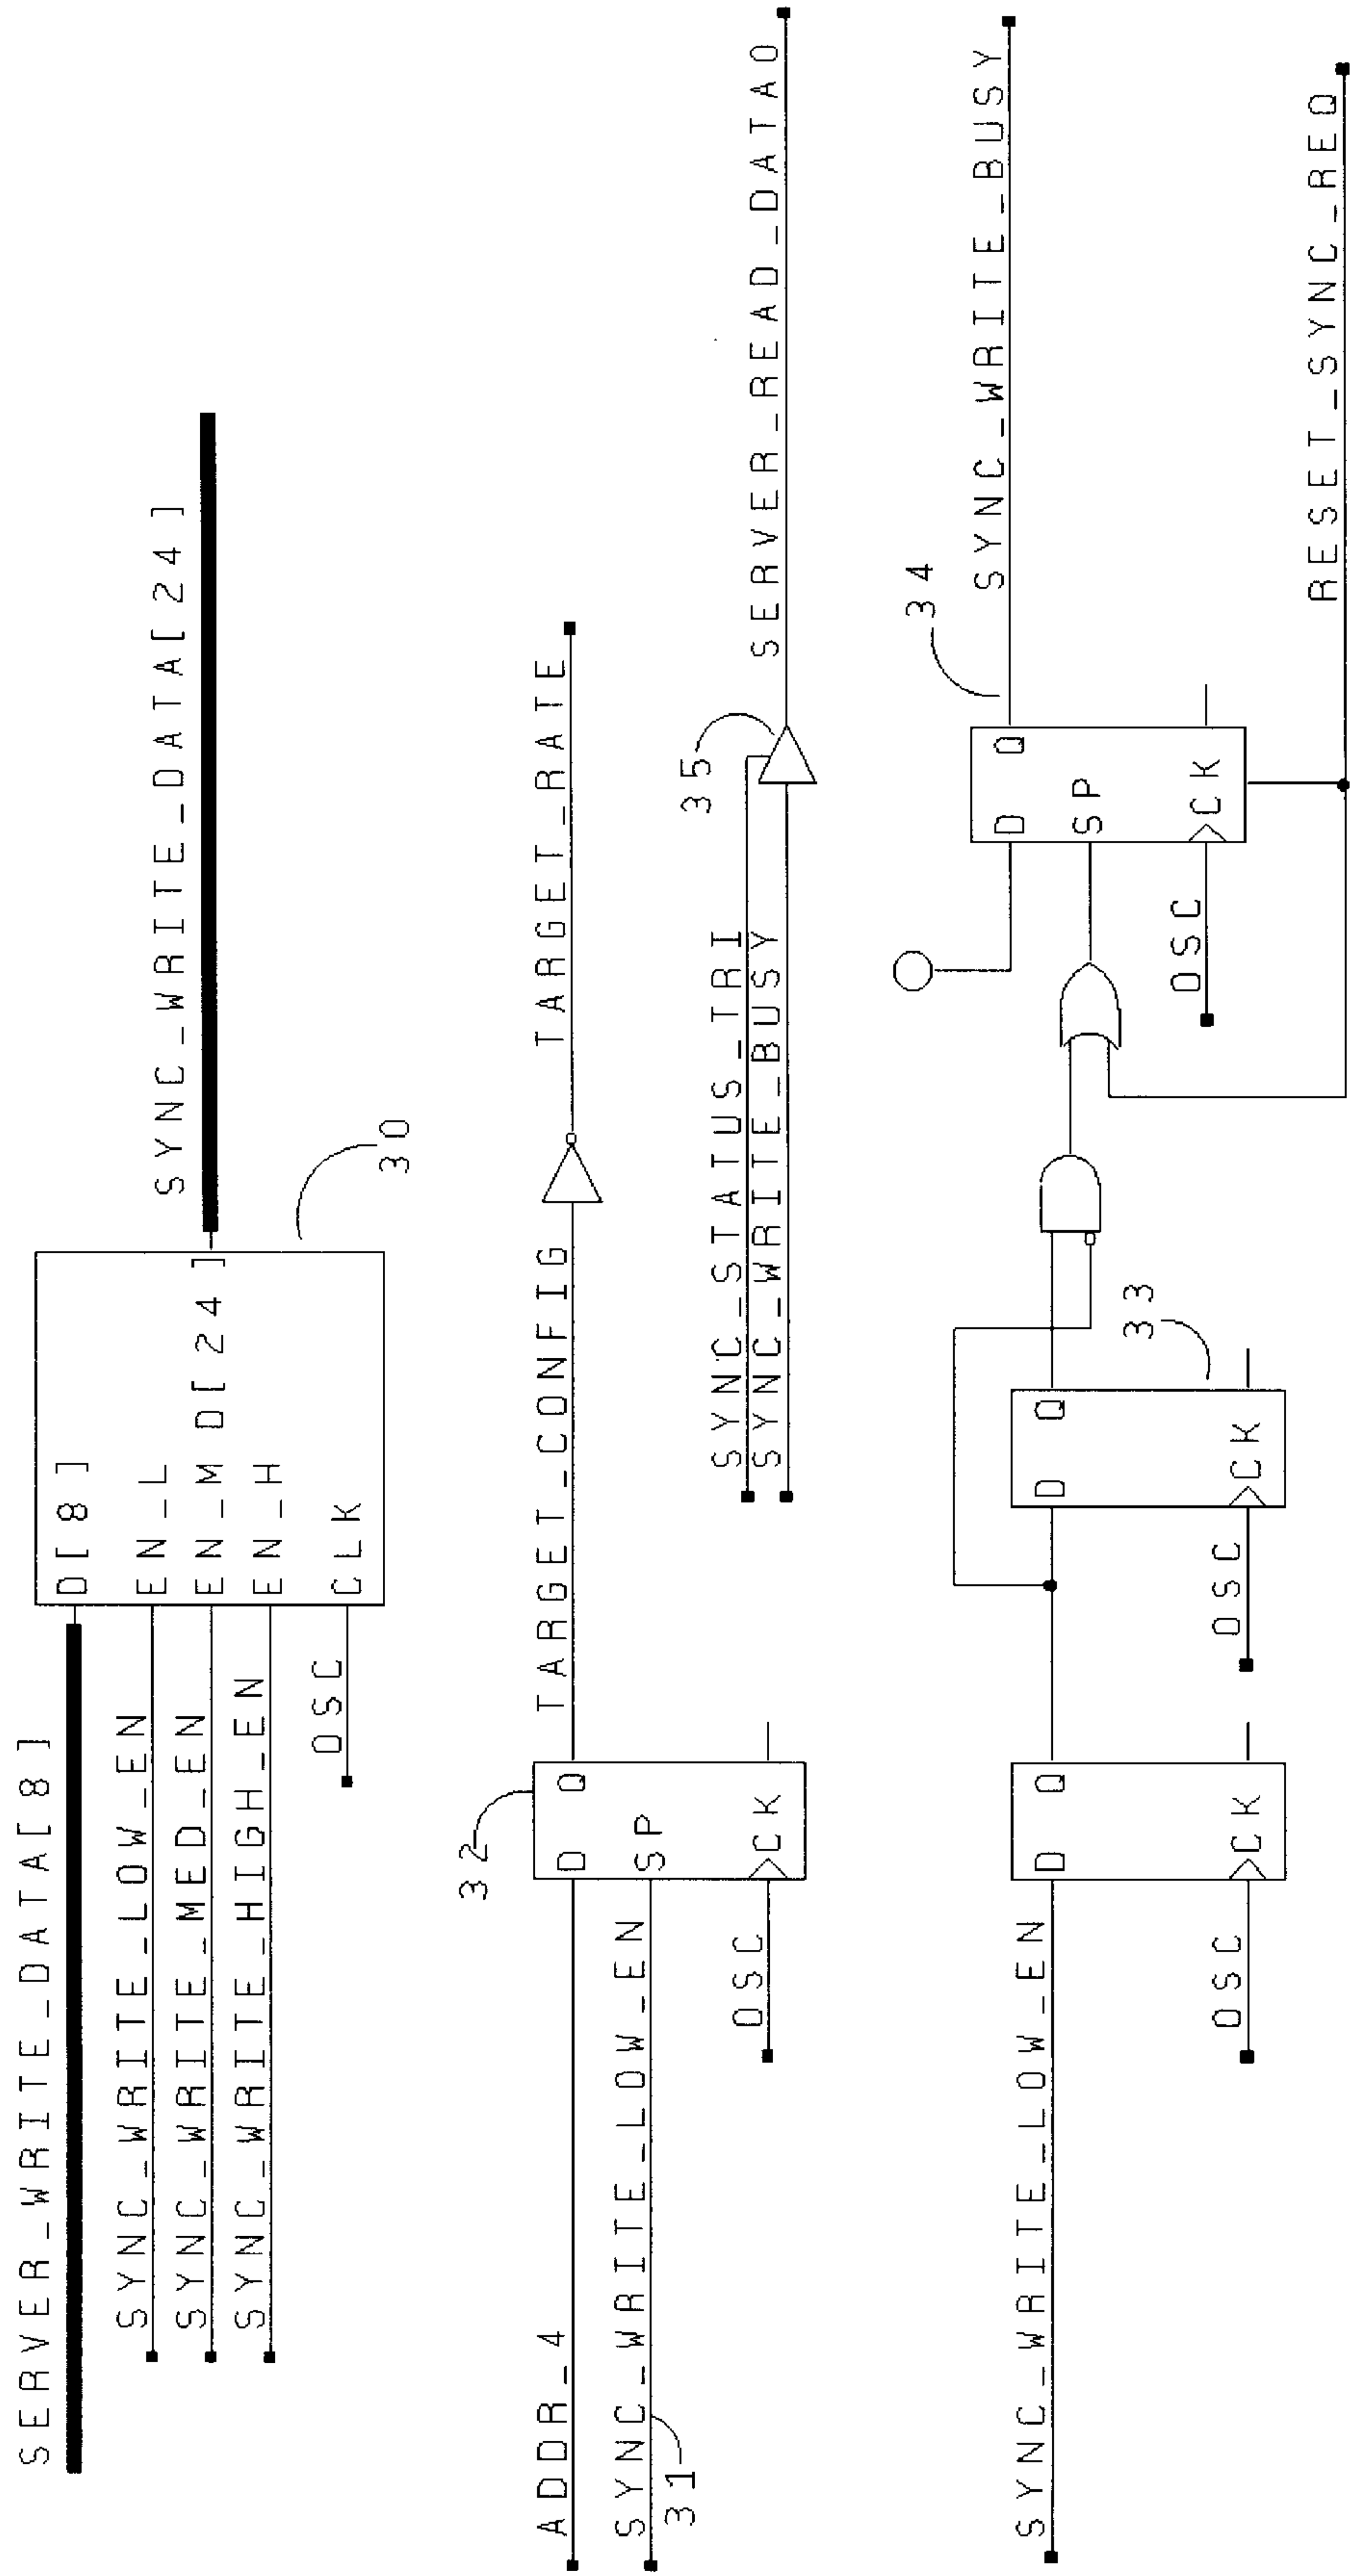 SERVER_WRITE_DATA[8]
SYNC_WRITE_LOW_EN
SYNC_WRITE_MED_EN
SYNC_WRITE_HIGH_EN
OSC
D[8]
EN_L
EN_M D[24]
EN_H
CLK
SYNC_WRITE_DATA[24]
30
ADDR_4
SYNC_WRITE_LOW_EN
31
OSC
32
D Q
SP
CK
TARGET_CONFIG
TARGET_RATE
SYNC_STATUS_TRI
SYNC_WRITE_BUSY
35
SERVER_READ_DATA0
SYNC_WRITE_LOW_EN
OSC
D Q
CK
OSC
D Q
CK
33
OSC
D Q
SP
CK
34
SYNC_WRITE_BUSY
RESET_SYNC_REQ